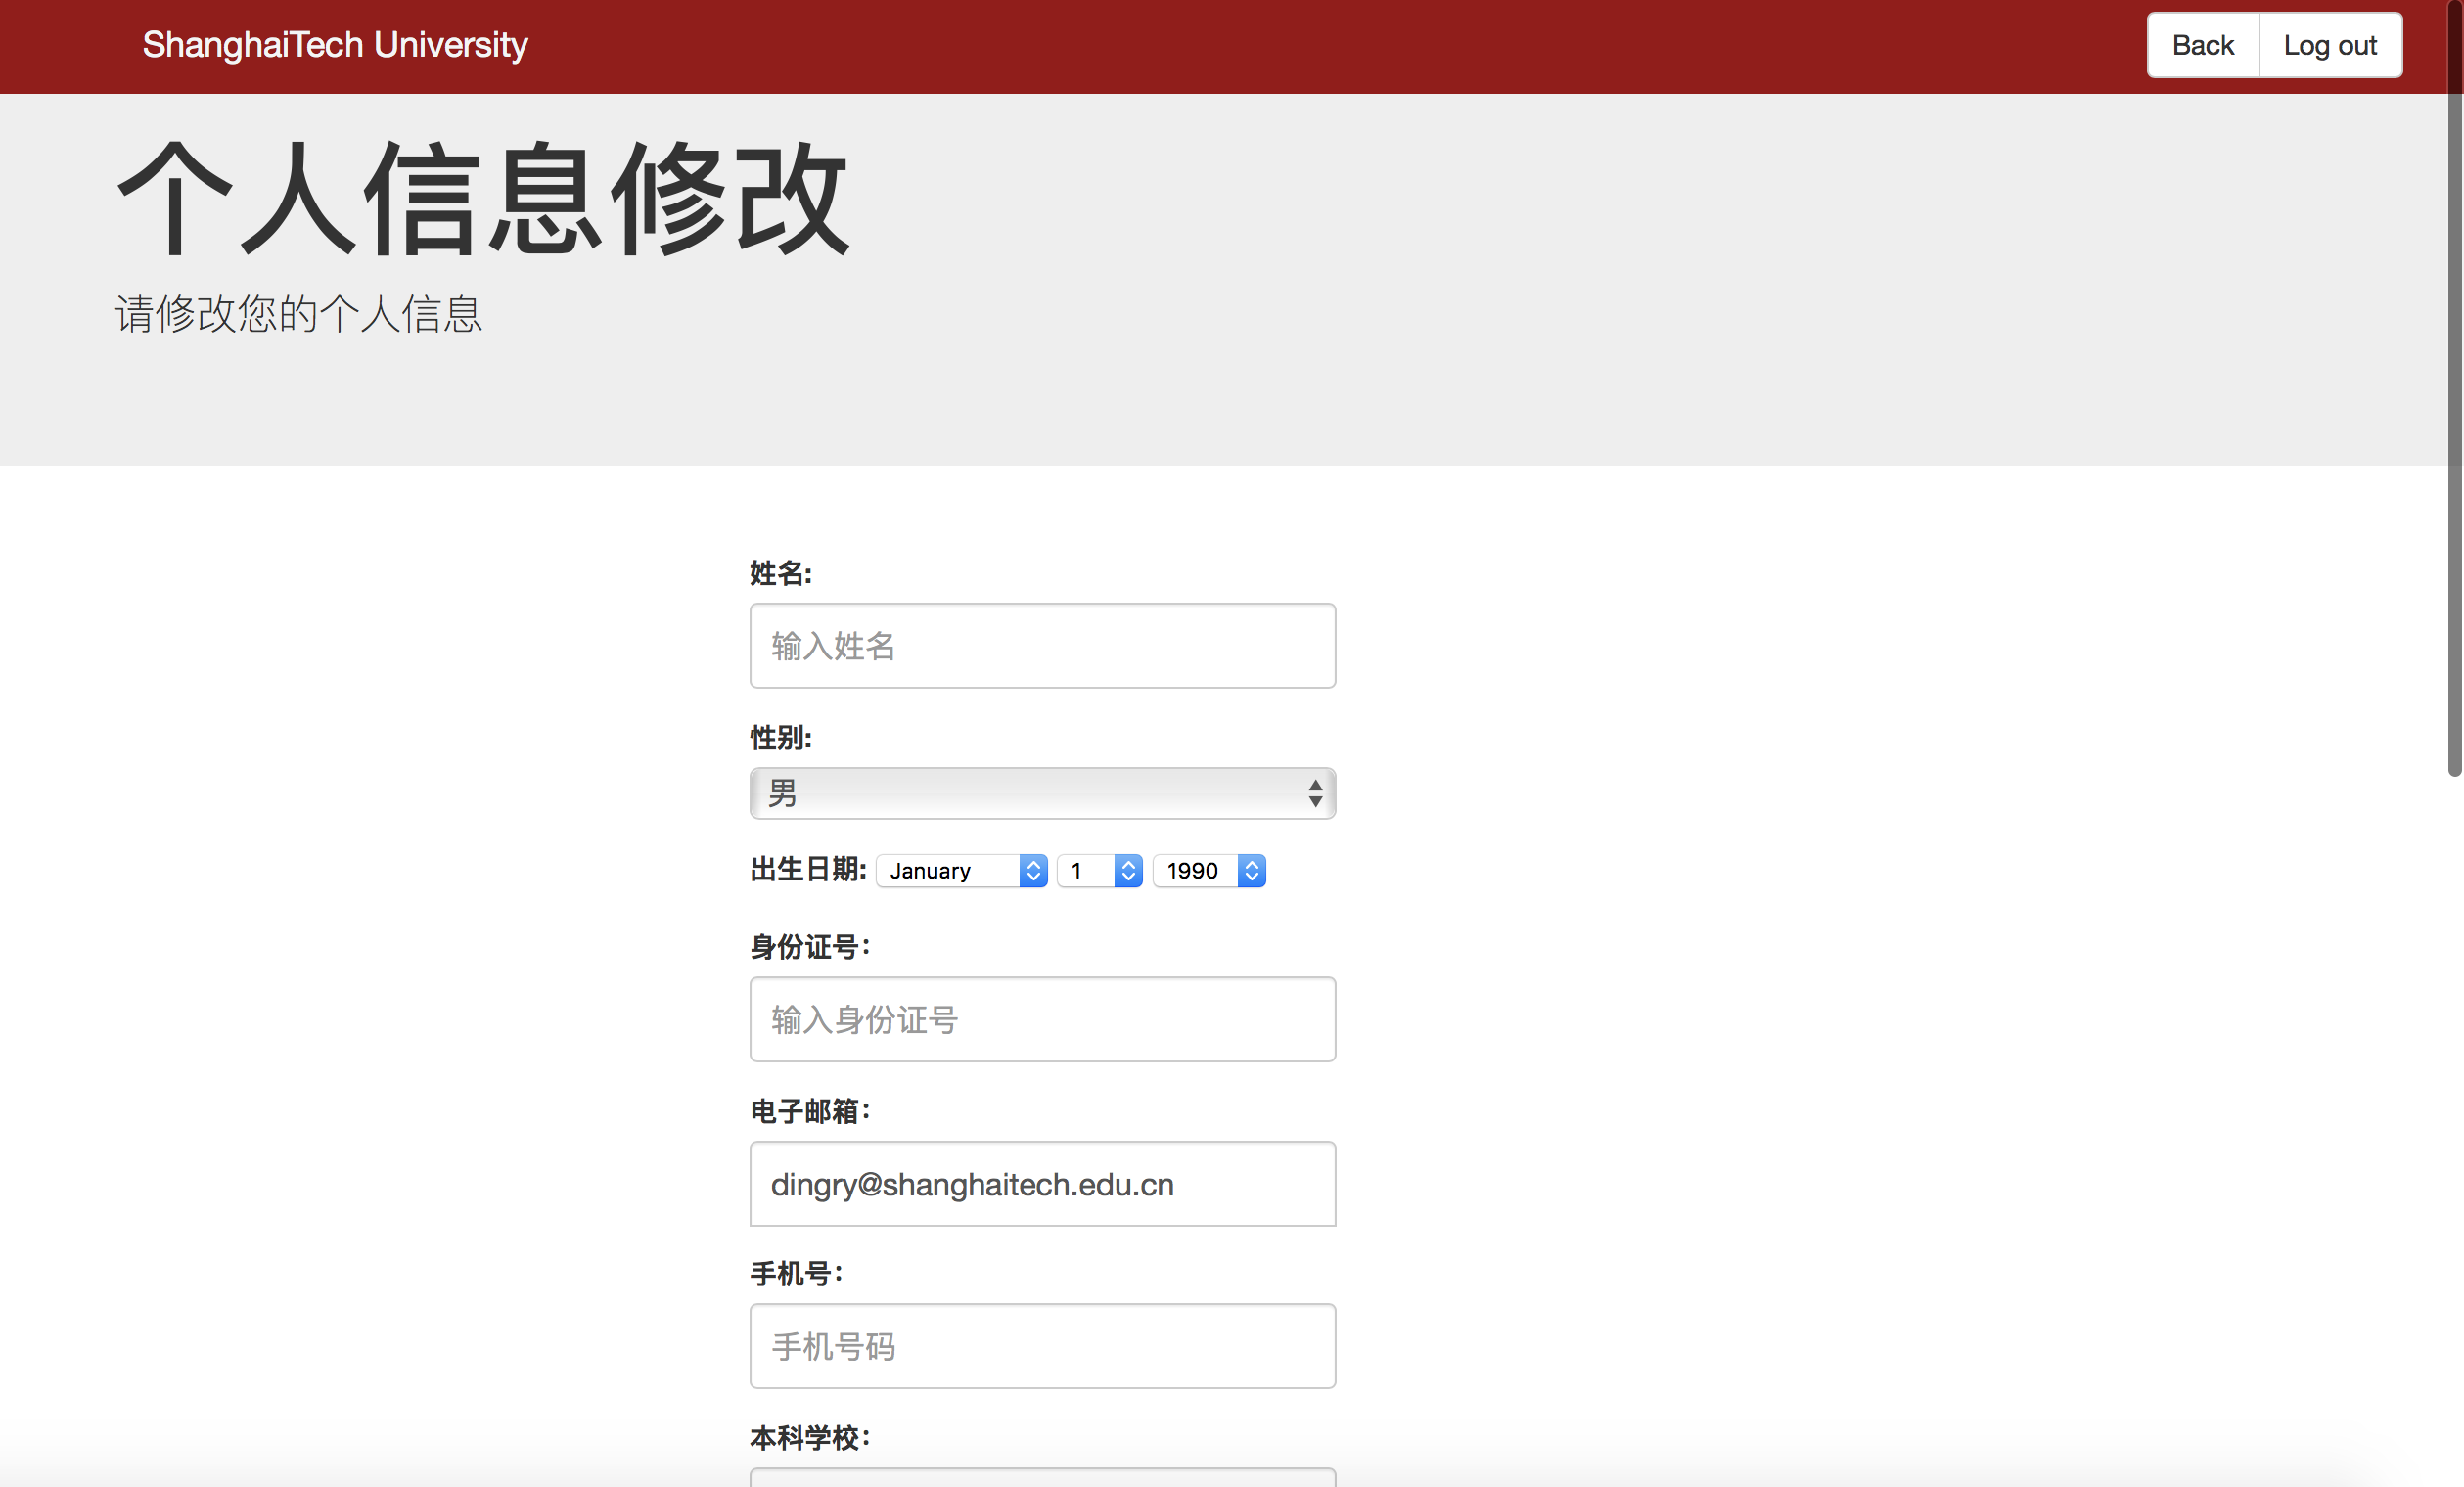 ShanghaiTech University Back Log out
个人信息修改
请修改您的个人信息
姓名:
输入姓名
性别:
男
出生日期: January 1 1990
身份证号：
输入身份证号
电子邮箱：
dingry@shanghaitech.edu.cn
手机号：
手机号码
本科学校：